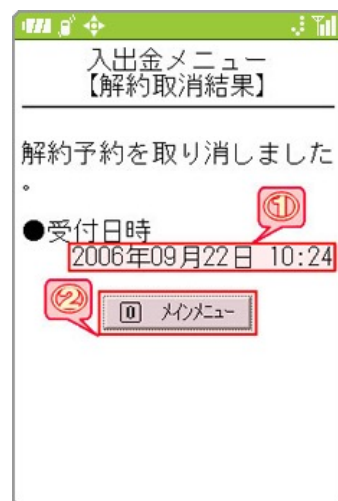 入出金メニュー
【解約取消結果】
解約予約を取り消しました
。
①
●受付日時
2006年09月22日 10:24
②
0 メインメニュー